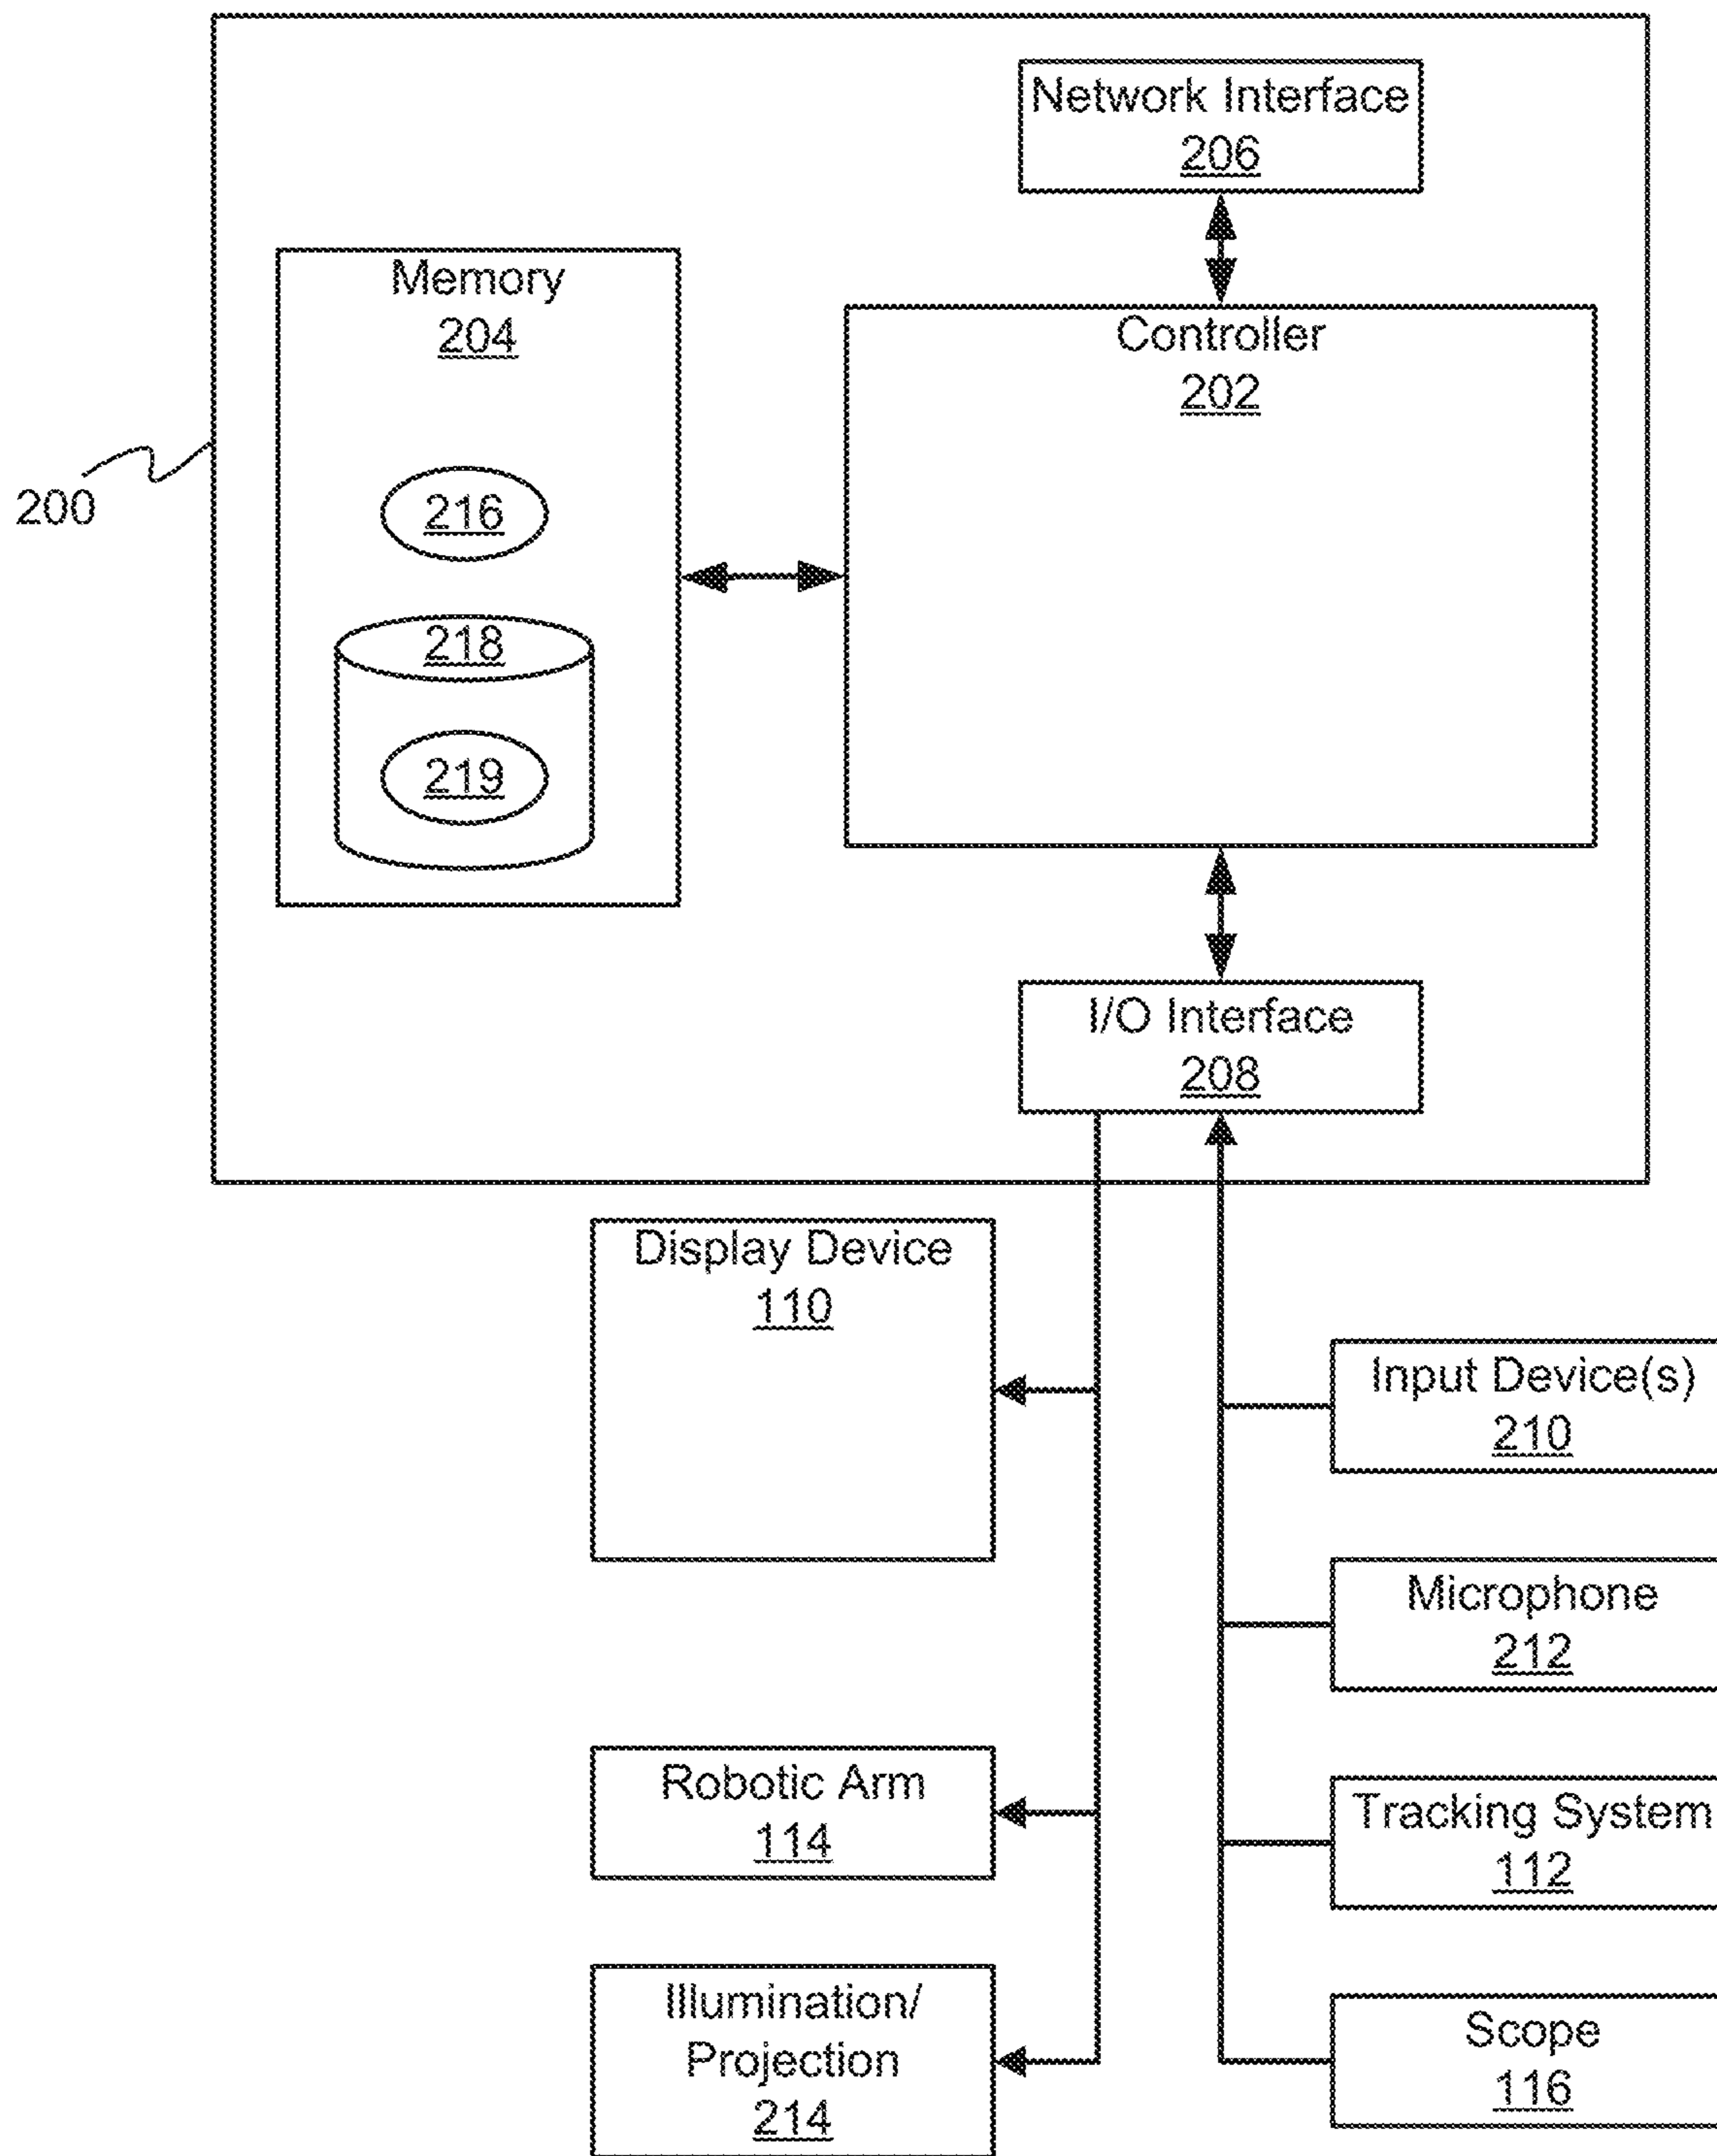 Network Interface
206
Memory
204
Controller
202
200
216
218
219
I/O Interface
208
Display Device
110
Input Device(s)
210
Microphone
212
Robotic Arm
114
Tracking System
112
Illumination/
Projection
214
Scope
116